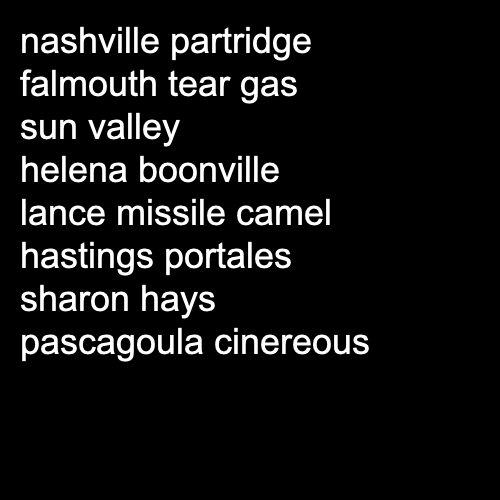 nashville partridge
falmouth tear gas
sun valley
helena boonville
lance missile camel
hastings portales
sharon hays
pascagoula cinereous